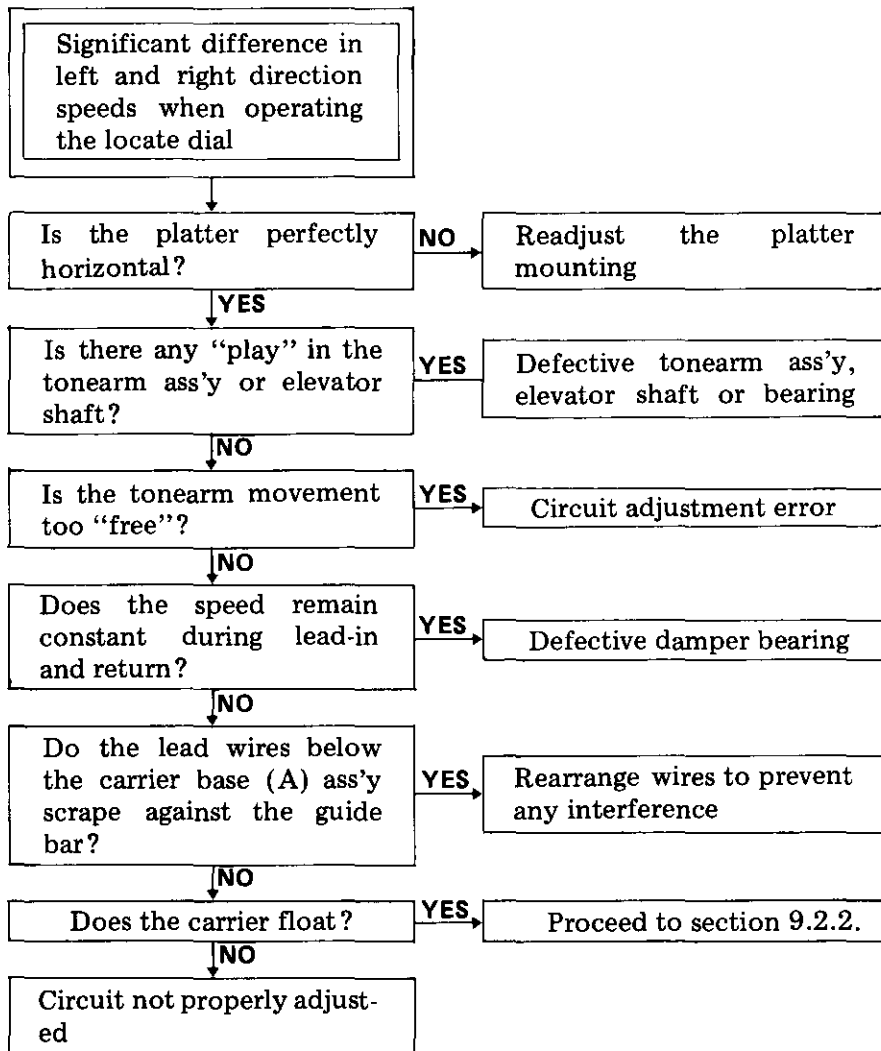 Significant difference in
left and right direction
speeds when operating
the locate dial
Is the platter perfectly
horizontal?
NO
Readjust the platter
mounting
YES
Is there any “play” in the
tonearm ass’y or elevator
shaft?
YES
Defective tonearm ass’y,
elevator shaft or bearing
NO
Is the tonearm movement
too “free”?
YES
Circuit adjustment error
NO
Does the speed remain
constant during lead-in
and return?
YES
Defective damper bearing
NO
Do the lead wires below
the carrier base (A) ass’y
scrape against the guide
bar?
YES
Rearrange wires to prevent
any interference
NO
Does the carrier float?
YES
Proceed to section 9.2.2.
NO
Circuit not properly adjust-
ed